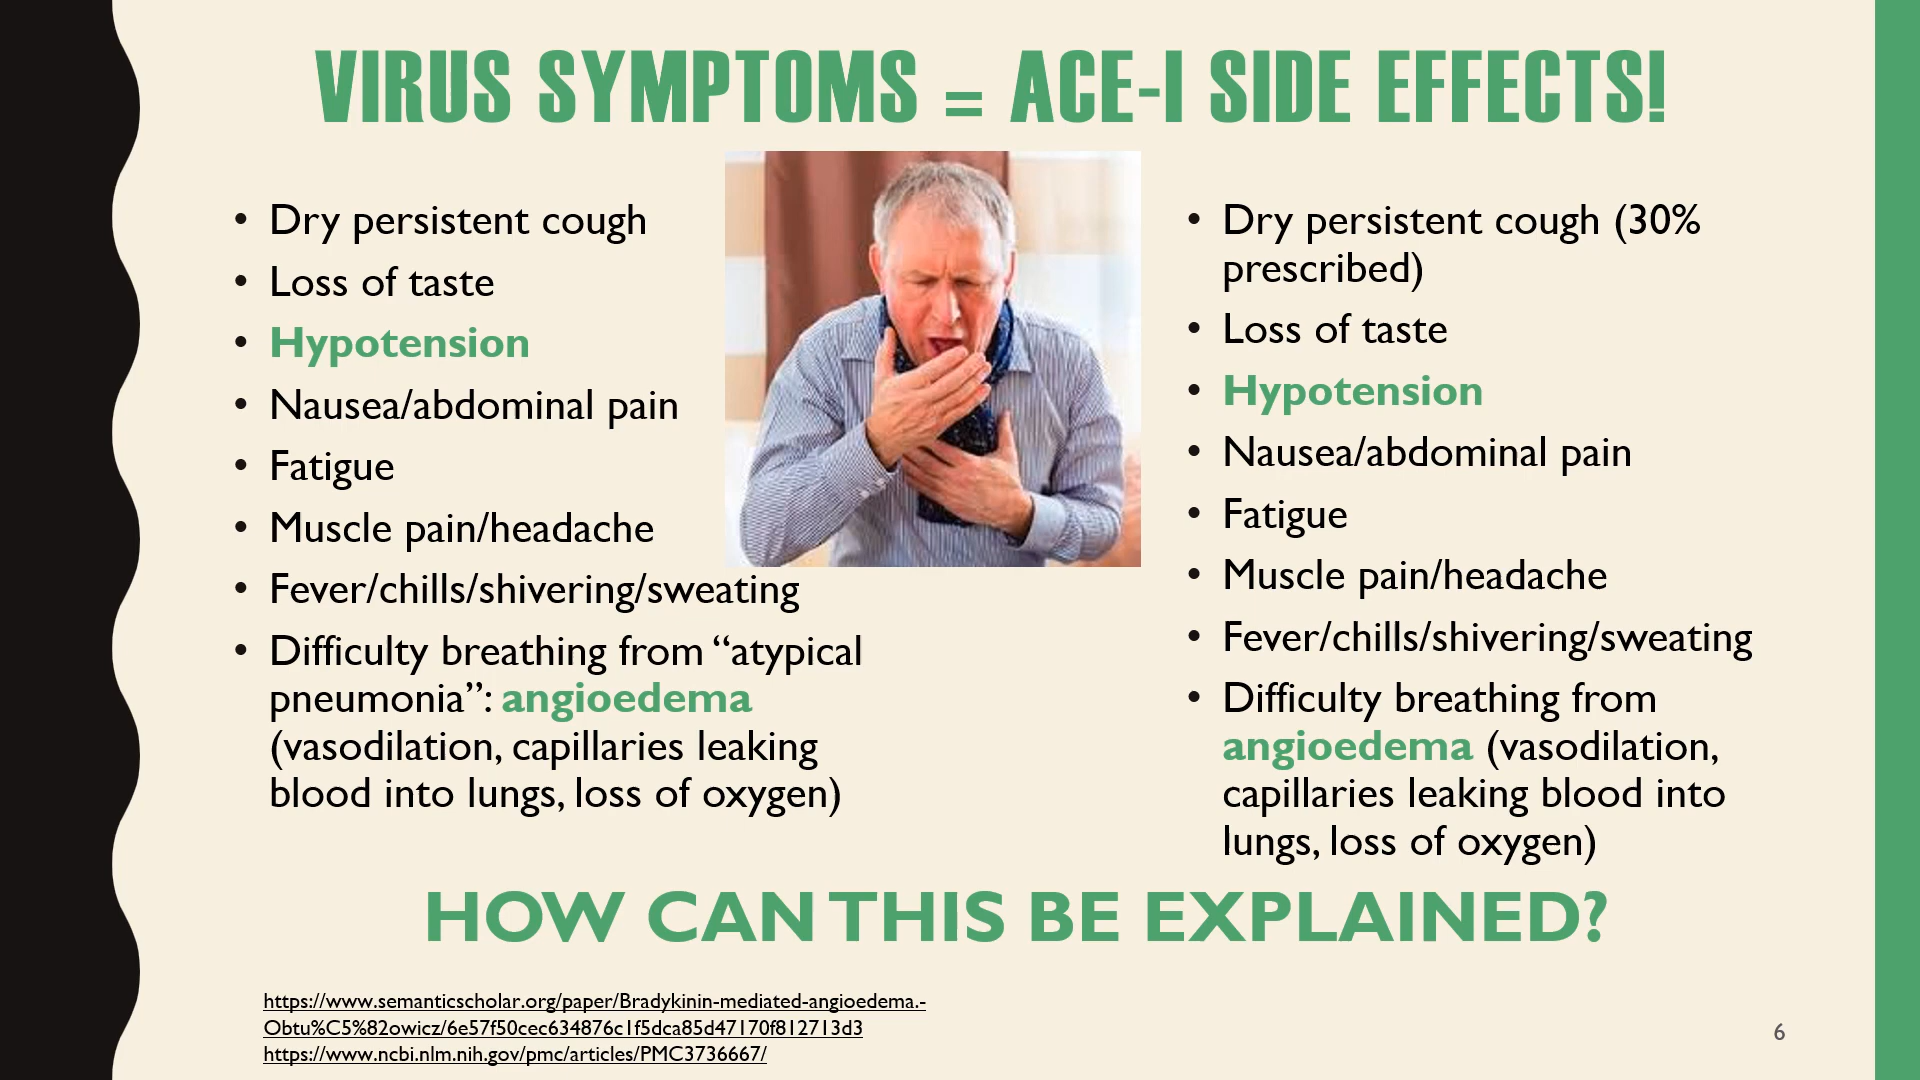 VIRUS SYMPTOMS = ACE-I SIDE EFFECTS!
• Dry persistent cough
• Loss of taste
• Hypotension
• Nausea/abdominal pain
• Fatigue
• Muscle pain/headache
• Fever/chills/shivering/sweating
• Difficulty breathing from “atypical
pneumonia”: angioedema
(vasodilation, capillaries leaking
blood into lungs, loss of oxygen)
• Dry persistent cough (30%
prescribed)
• Loss of taste
• Hypotension
• Nausea/abdominal pain
• Fatigue
• Muscle pain/headache
• Fever/chills/shivering/sweating
• Difficulty breathing from
angioedema (vasodilation,
capillaries leaking blood into
lungs, loss of oxygen)
HOW CAN THIS BE EXPLAINED?
https://www.semanticscholar.org/paper/Bradykinin-mediated-angioedema.-
Obtu%C5%82owicz/6e57f50cec634876c1f5dca85d47170f812713d3
https://www.ncbi.nlm.nih.gov/pmc/articles/PMC3736667/
6